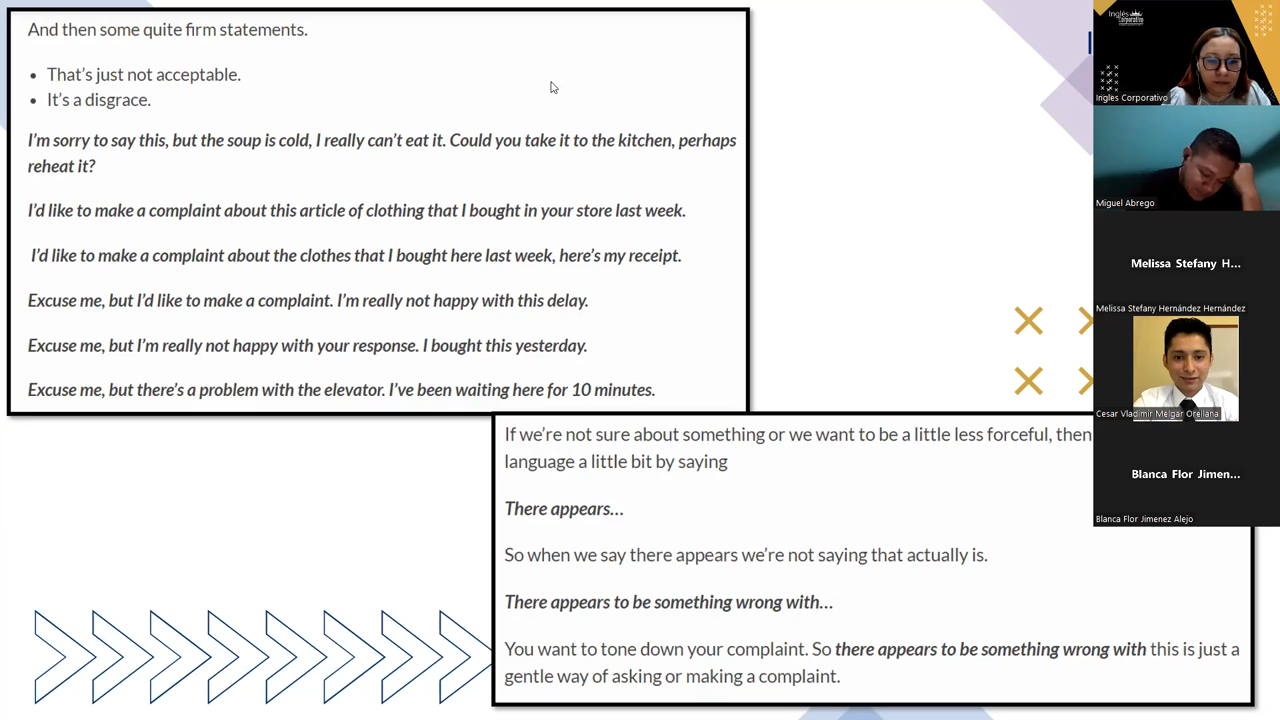 And then some quite firm statements.
• That's just not acceptable.
• It's a disgrace.
I'm sorry to say this, but the soup is cold, I really can't eat it. Could you take it to the kitchen, perhaps
reheat it?
I'd like to make a complaint about this article of clothing that I bought in your store last week.
I'd like to make a complaint about the clothes that I bought here last week, here's my receipt.
Excuse me, but I'd like to make a complaint. I'm really not happy with this delay.
Excuse me, but I'm really not happy with your response. I bought this yesterday.
Excuse me, but there's a problem with the elevator. I've been waiting here for 10 minutes.
If we're not sure about something or we want to be a little less forceful, then
language a little bit by saying
There appears...
So when we say there appears we're not saying that actually is.
There appears to be something wrong with...
You want to tone down your complaint. So there appears to be something wrong with this is just a
gentle way of asking or making a complaint.
Inglés
Corporativo
Ingles Corporativo
Miguel Abrego
Melissa Stefany H...
Melissa Stefany Hernández Hernández
Cesar Vladimir Melgar Orellana
Blanca Flor Jimen...
Blanca Flor Jimenez Alejo